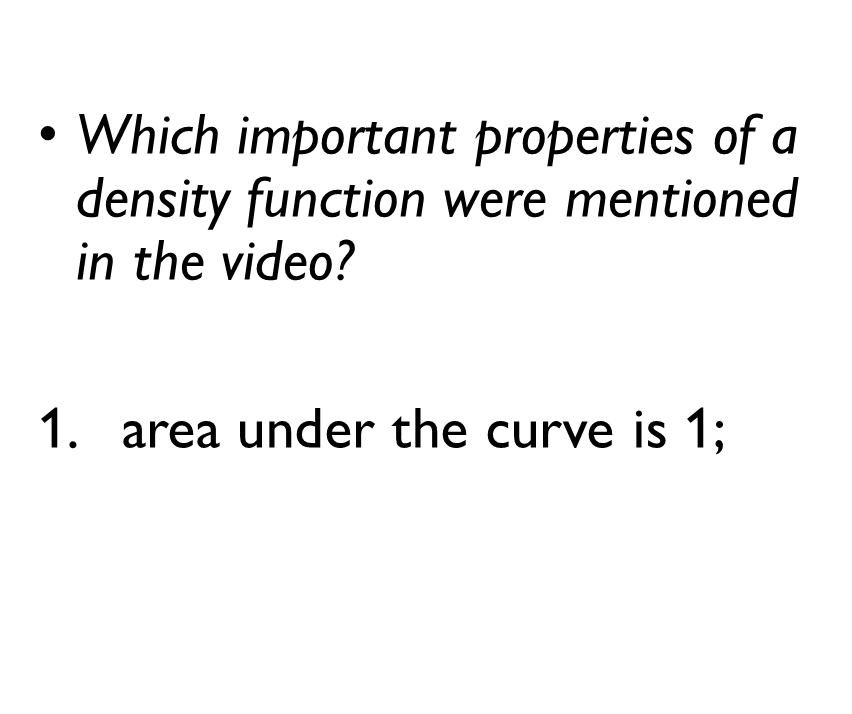 • Which important properties of a
density function were mentioned
in the video?
1. area under the curve is 1;